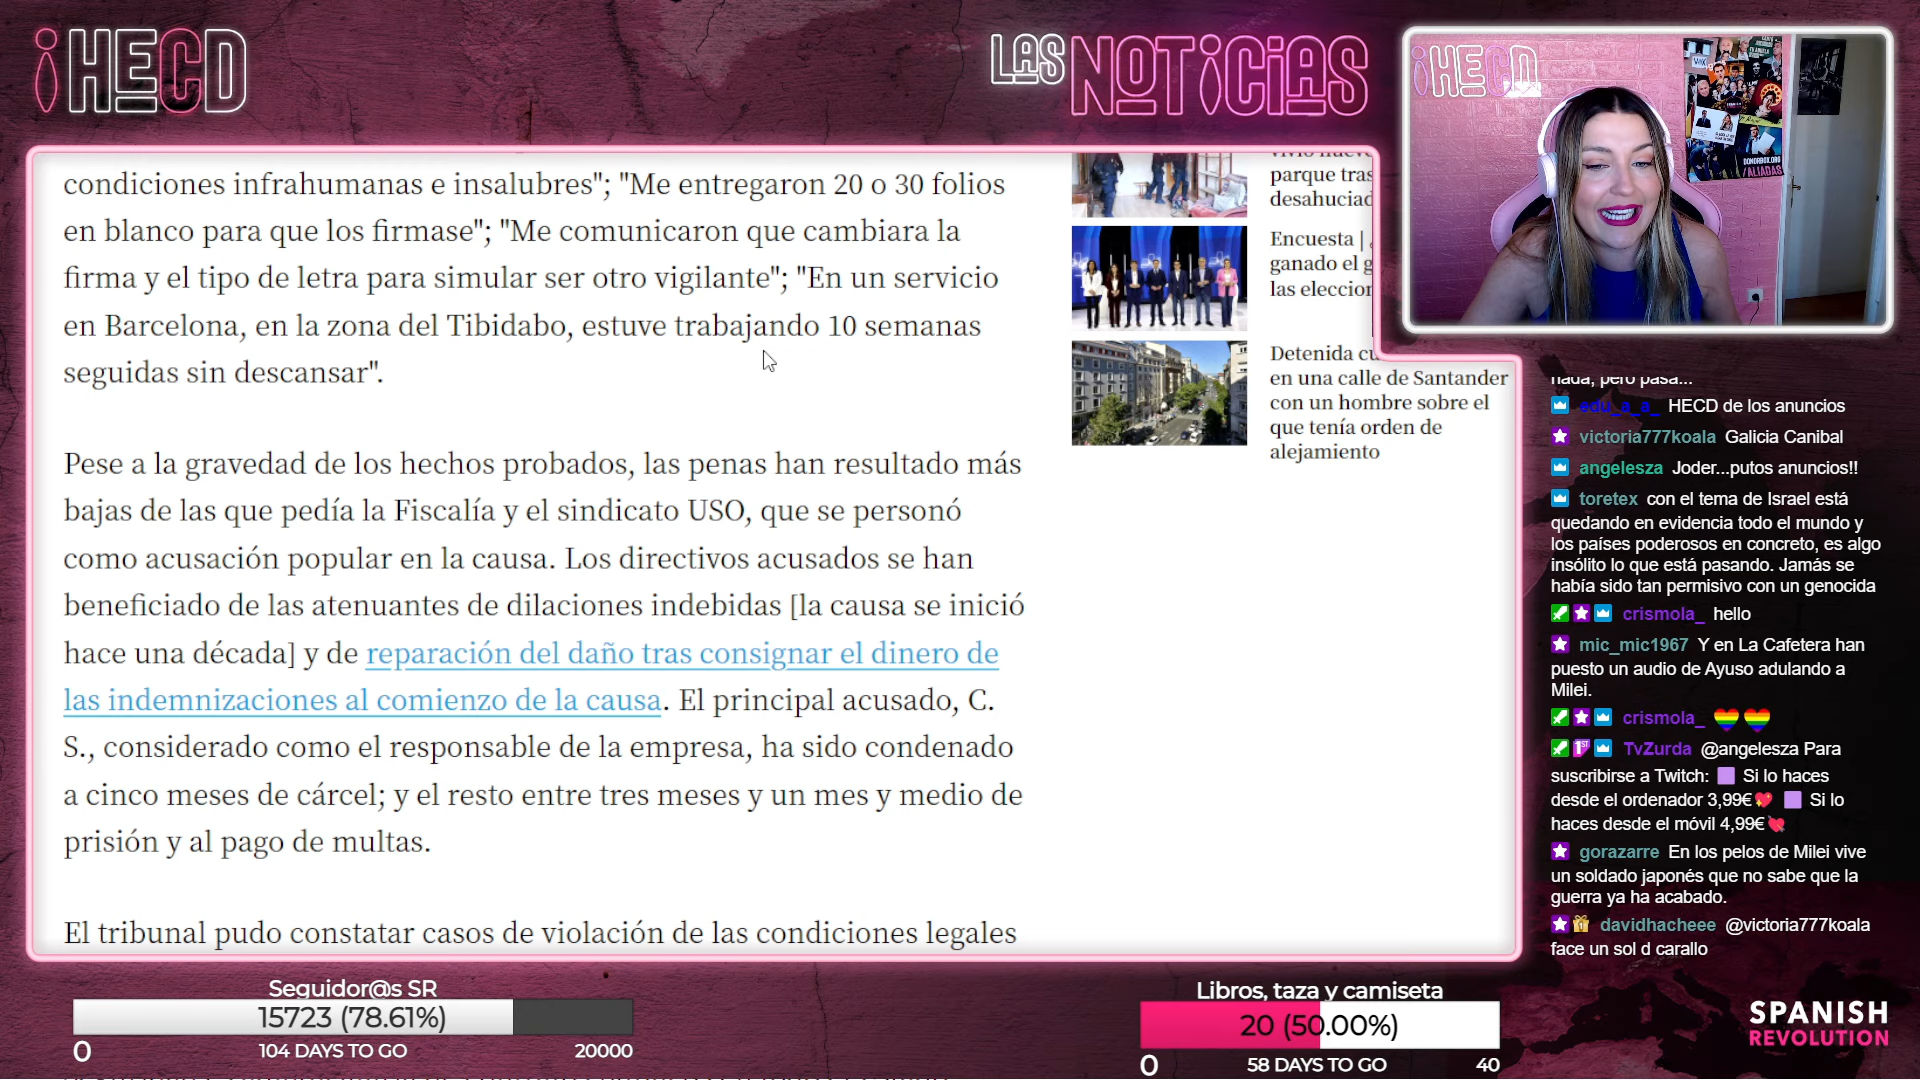 ¡HECD
LAS NOTICIAS
¡HECD
condiciones infrahumanas e insalubres"; "Me entregaron 20 o 30 folios
en blanco para que los firmase"; "Me comunicaron que cambiara la
firma y el tipo de letra para simular ser otro vigilante"; "En un servicio
en Barcelona, en la zona del Tibidabo, estuve trabajando 10 semanas
seguidas sin descansar".
Pese a la gravedad de los hechos probados, las penas han resultado más
bajas de las que pedía la Fiscalía y el sindicato USO, que se personó
como acusación popular en la causa. Los directivos acusados se han
beneficiado de las atenuantes de dilaciones indebidas [la causa se inició
hace una década] y de reparación del daño tras consignar el dinero de
las indemnizaciones al comienzo de la causa. El principal acusado, C.
S., considerado como el responsable de la empresa, ha sido condenado
a cinco meses de cárcel; y el resto entre tres meses y un mes y medio de
prisión y al pago de multas.
El tribunal pudo constatar casos de violación de las condiciones legales
parque tras
desahuciad
Encuesta |
ganado el g
las eleccion
Detenida cu
en una calle de Santander
con un hombre sobre el
que tenía orden de
alejamiento
DONORBOX.ORG
/ALIADAS
nada, pero pasa...
edu_a_a_ HECD de los anuncios
victoria777koala Galicia Canibal
angelesza Joder...putos anuncios!!
toretex con el tema de Israel está
quedando en evidencia todo el mundo y
los países poderosos en concreto, es algo
insólito lo que está pasando. Jamás se
había sido tan permisivo con un genocida
crismola_ hello
mic_mic1967 Y en La Cafetera han
puesto un audio de Ayuso adulando a
Milei.
crismola_
1ST TvZurda @angelesza Para
suscribirse a Twitch: Si lo haces
desde el ordenador 3,99€ Si lo
haces desde el móvil 4,99€
gorazarre En los pelos de Milei vive
un soldado japonés que no sabe que la
guerra ya ha acabado.
davidhacheee @victoria777koala
face un sol d carallo
Seguidor@s SR
15723 (78.61%)
0 104 DAYS TO GO 20000
Libros, taza y camiseta
20 (50.00%)
0 58 DAYS TO GO 40
SPANISH
REVOLUTION